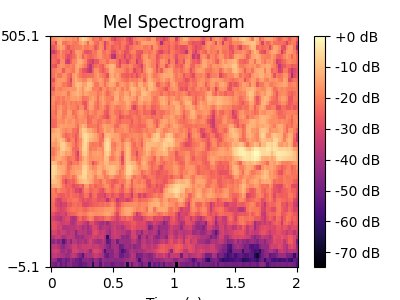 Mel Spectrogram
505.1
−5.1
0
0.5
1
1.5
2
+0 dB
-10 dB
-20 dB
-30 dB
-40 dB
-50 dB
-60 dB
-70 dB